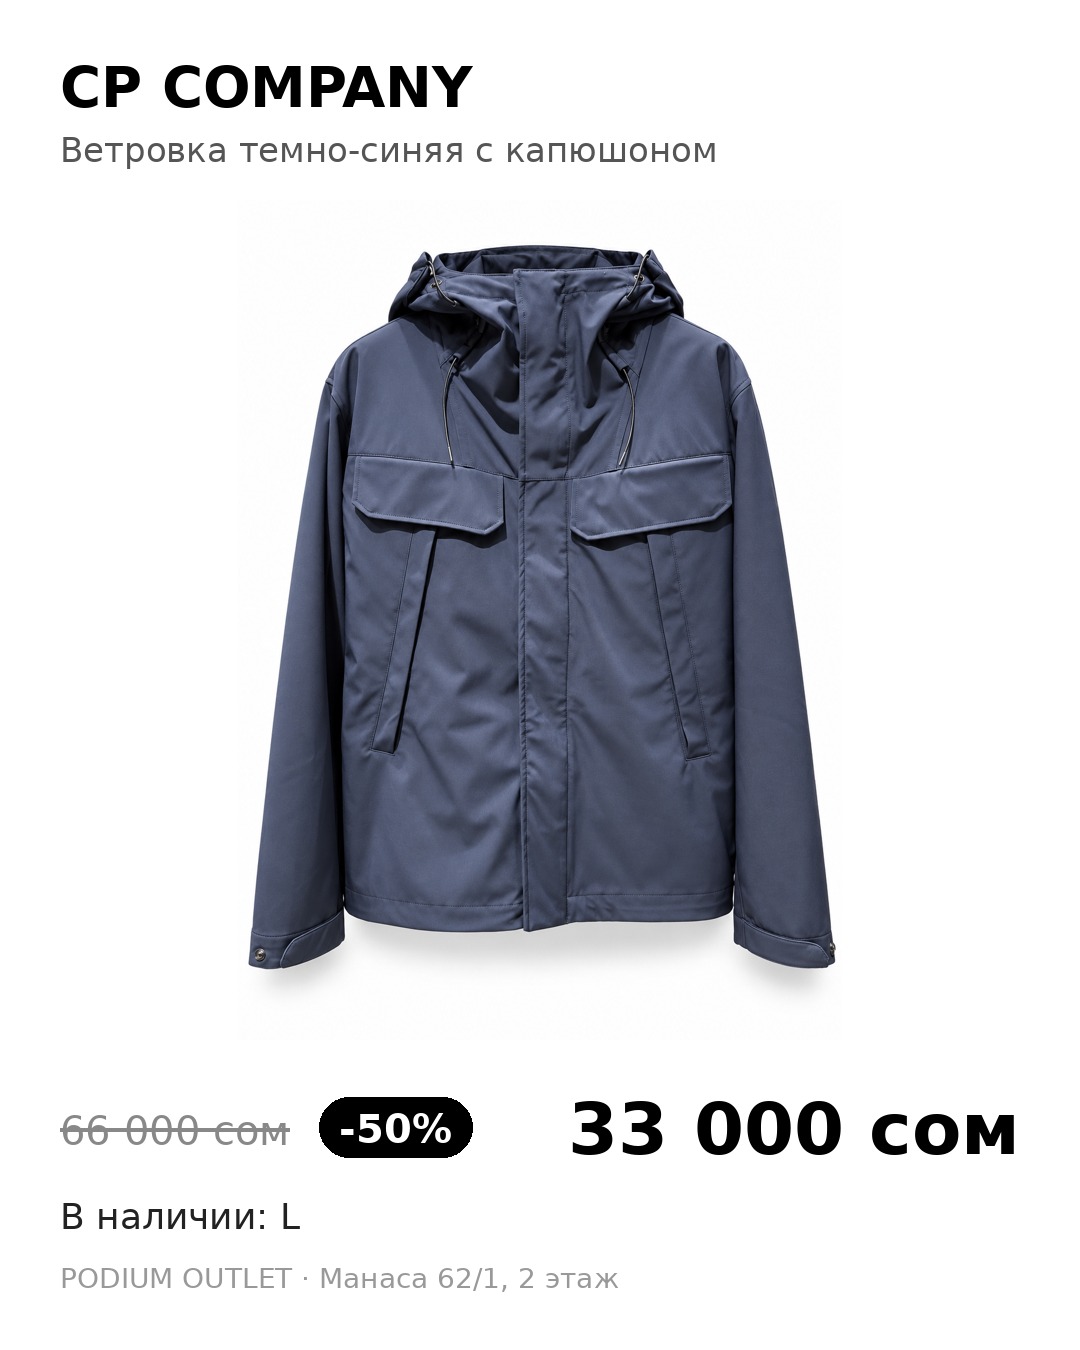 CP COMPANY
Ветровка темно-синяя с капюшоном
66 000 сом -50% 33 000 сом
В наличии: L
PODIUM OUTLET · Манаса 62/1, 2 этаж